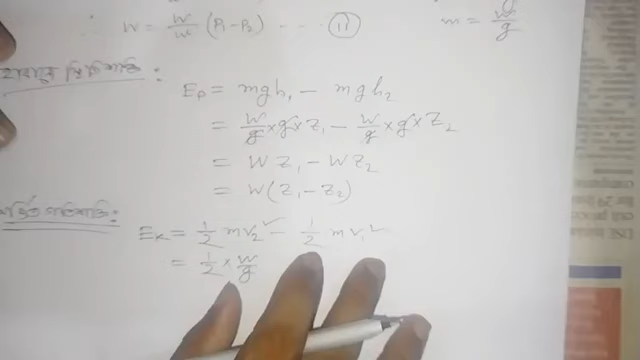 ∴ W = W/w (P₁ - P₂) ---- (11)
m = W/g
স্থিতিশক্তি :
Eₚ = mgh₁ - mgh₂
= W/g × g × Z₁ - W/g × g × Z₂
= WZ₁ - WZ₂
= W(Z₁ - Z₂)
গতিশক্তি :
Eₖ = 1/2 mv₂² - 1/2 mv₁²
= 1/2 × W/g